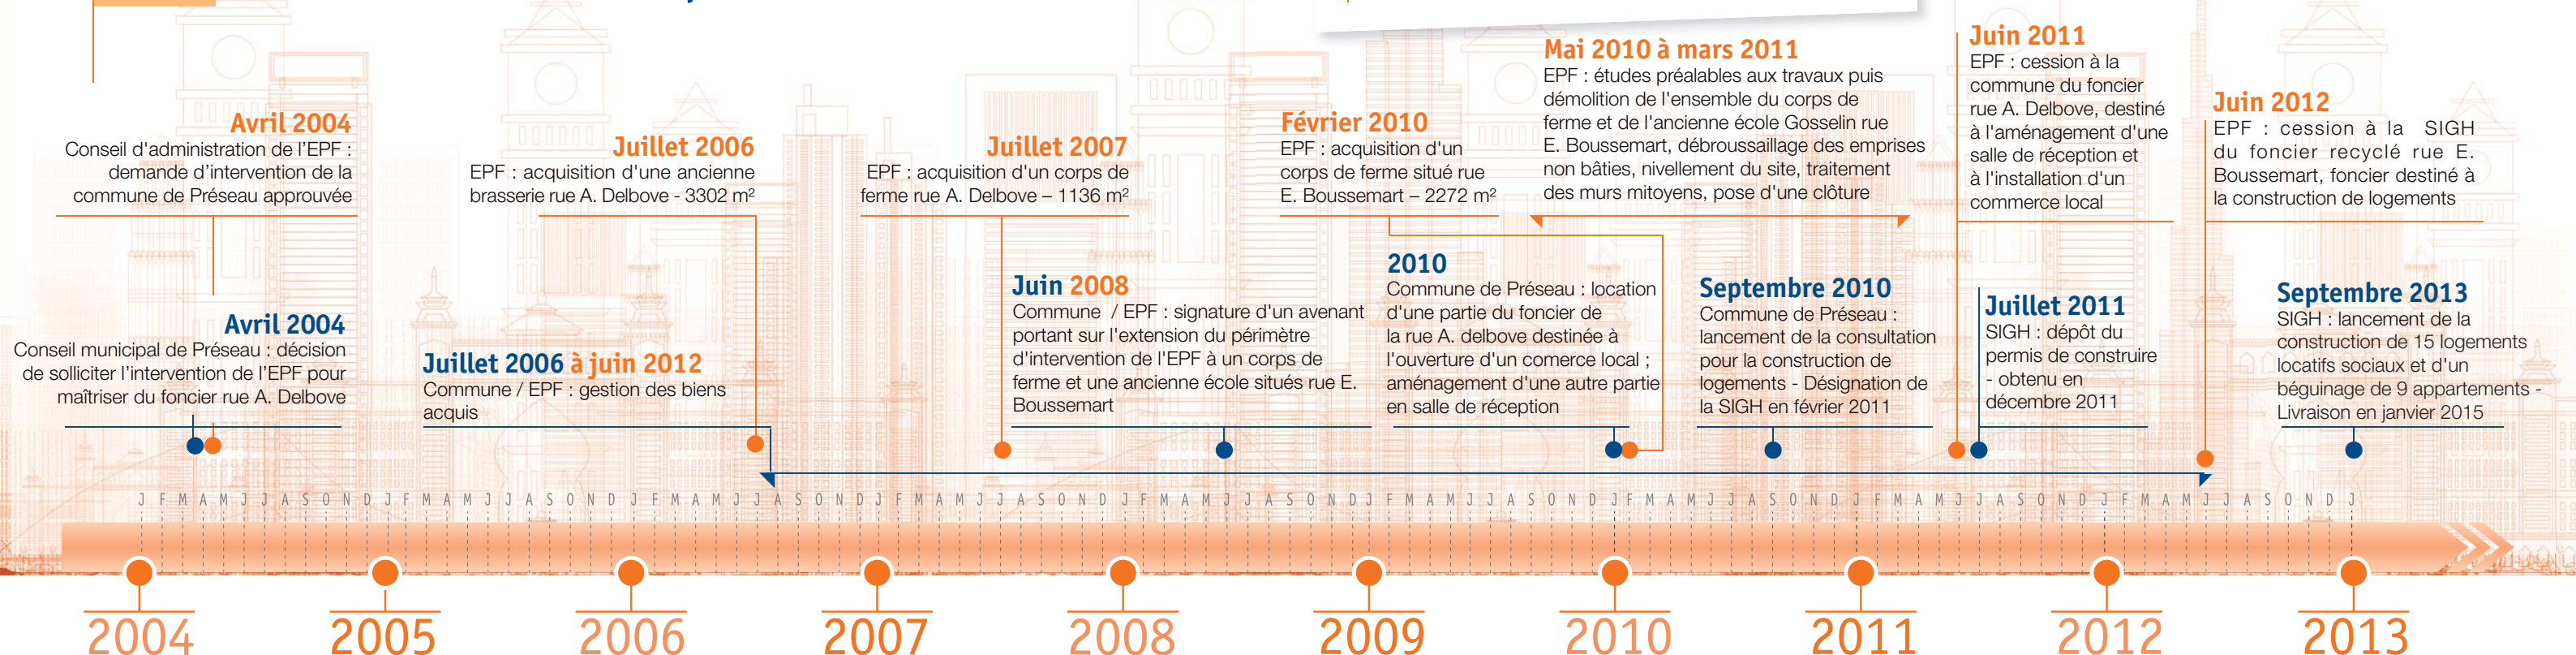 Avril 2004
Conseil d'administration de l'EPF :
demande d'intervention de la
commune de Préseau approuvée
Avril 2004
Conseil municipal de Préseau : décision
de solliciter l'intervention de l'EPF pour
maîtriser du foncier rue A. Delbove
Juillet 2006
EPF : acquisition d'une ancienne
brasserie rue A. Delbove - 3302 m²
Juillet 2006 à juin 2012
Commune / EPF : gestion des biens
acquis
Juillet 2007
EPF : acquisition d'un corps de
ferme rue A. Delbove – 1136 m²
Juin 2008
Commune / EPF : signature d'un avenant
portant sur l'extension du périmètre
d'intervention de l'EPF à un corps de
ferme et une ancienne école situés rue E.
Boussemart
Février 2010
EPF : acquisition d'un
corps de ferme situé rue
E. Boussemart – 2272 m²
2010
Commune de Préseau : location
d'une partie du foncier de
la rue A. delbove destinée à
l'ouverture d'un comerce local ;
aménagement d'une autre partie
en salle de réception
Mai 2010 à mars 2011
EPF : études préalables aux travaux puis
démolition de l'ensemble du corps de
ferme et de l'ancienne école Gosselin rue
E. Boussemart, débroussaillage des emprises
non bâties, nivellement du site, traitement
des murs mitoyens, pose d'une clôture
Septembre 2010
Commune de Préseau :
lancement de la consultation
pour la construction de
logements - Désignation de
la SIGH en février 2011
Juin 2011
EPF : cession à la
commune du foncier
rue A. Delbove, destiné
à l'aménagement d'une
salle de réception et
à l'installation d'un
commerce local
Juillet 2011
SIGH : dépôt du
permis de construire
- obtenu en
décembre 2011
Juin 2012
EPF : cession à la SIGH
du foncier recyclé rue E.
Boussemart, foncier destiné à
la construction de logements
Septembre 2013
SIGH : lancement de la
construction de 15 logements
locatifs sociaux et d'un
béguinage de 9 appartements -
Livraison en janvier 2015
J F M A M J J A S O N D J F M A M J J A S O N D J F M A M J J A S O N D J F M A M J J A S O N D J F M A M J J A S O N D J F M A M J J A S O N D J F M A M J J A S O N D J F M A M J J A S O N D J F M A M J J A S O N D J
2004 2005 2006 2007 2008 2009 2010 2011 2012 2013